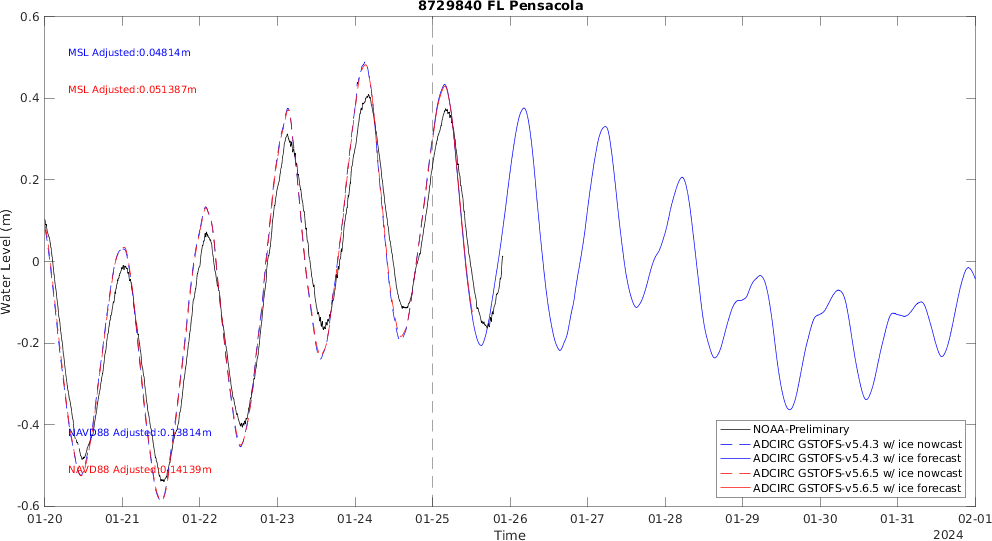 8729840 FL Pensacola
0.6
MSL Adjusted:0.04814m
MSL Adjusted:0.051387m
0.4
0.2
0
-0.2
-0.4
-0.6
Water Level (m)
NAVD88 Adjusted:0.13814m
NAVD88 Adjusted:0.14139m
NOAA-Preliminary
ADCIRC GSTOFS-v5.4.3 w/ ice nowcast
ADCIRC GSTOFS-v5.4.3 w/ ice forecast
ADCIRC GSTOFS-v5.6.5 w/ ice nowcast
ADCIRC GSTOFS-v5.6.5 w/ ice forecast
01-20 01-21 01-22 01-23 01-24 01-25 01-26 01-27 01-28 01-29 01-30 01-31 02-01
Time
2024